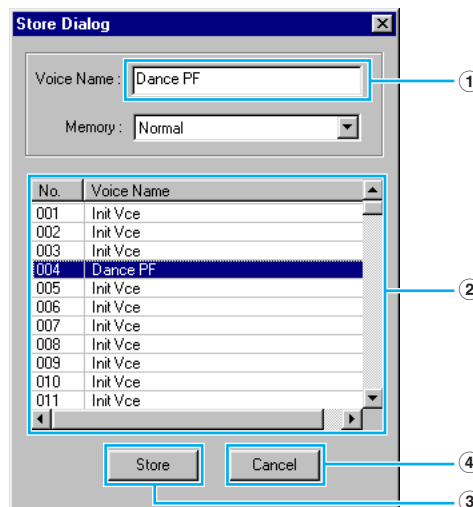 Store Dialog
Voice Name : Dance PF
1
Memory : Normal
No. Voice Name
001 Init Vce
002 Init Vce
003 Init Vce
004 Dance PF
005 Init Vce
2
006 Init Vce
007 Init Vce
008 Init Vce
009 Init Vce
010 Init Vce
011 Init Vce
Store Cancel
4
3